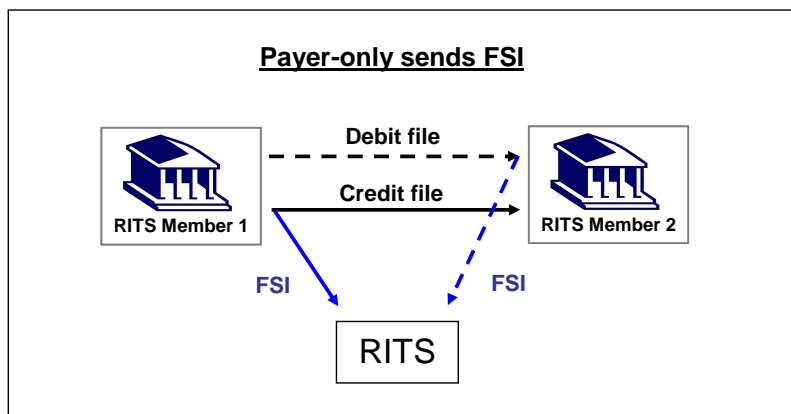 Payer-only sends FSI
Debit file
Credit file
RITS Member 1
RITS Member 2
FSI
FSI
RITS